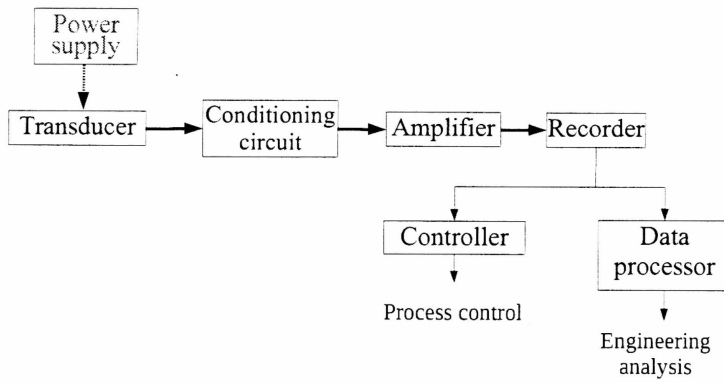 Power
supply
Transducer
Conditioning
circuit
Amplifier
Recorder
Controller
Data
processor
Process control
Engineering
analysis